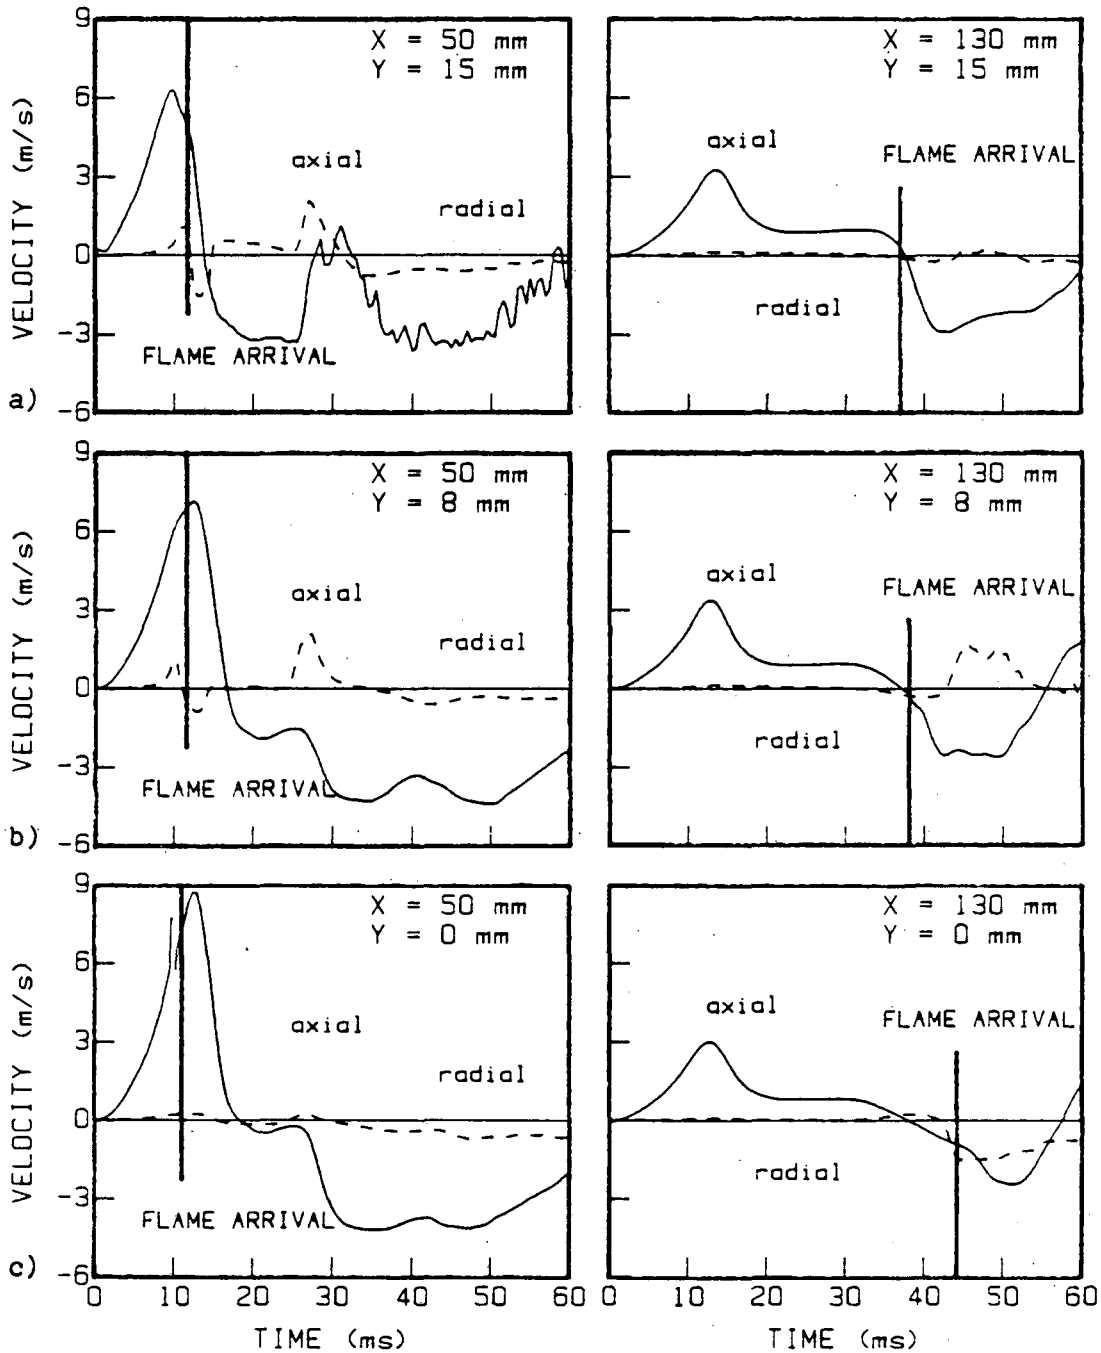 9
6
3
0
-3
-6
VELOCITY (m/s)
a)
X = 50 mm
Y = 15 mm
axial
radial
FLAME ARRIVAL
X = 130 mm
Y = 15 mm
axial
FLAME ARRIVAL
radial
9
6
3
0
-3
-6
VELOCITY (m/s)
b)
X = 50 mm
Y = 8 mm
axial
radial
FLAME ARRIVAL
X = 130 mm
Y = 8 mm
axial
FLAME ARRIVAL
radial
9
6
3
0
-3
-6
VELOCITY (m/s)
c)
X = 50 mm
Y = 0 mm
axial
radial
FLAME ARRIVAL
X = 130 mm
Y = 0 mm
axial
FLAME ARRIVAL
radial
0 10 20 30 40 50 60
TIME (ms)
0 10 20 30 40 50 60
TIME (ms)